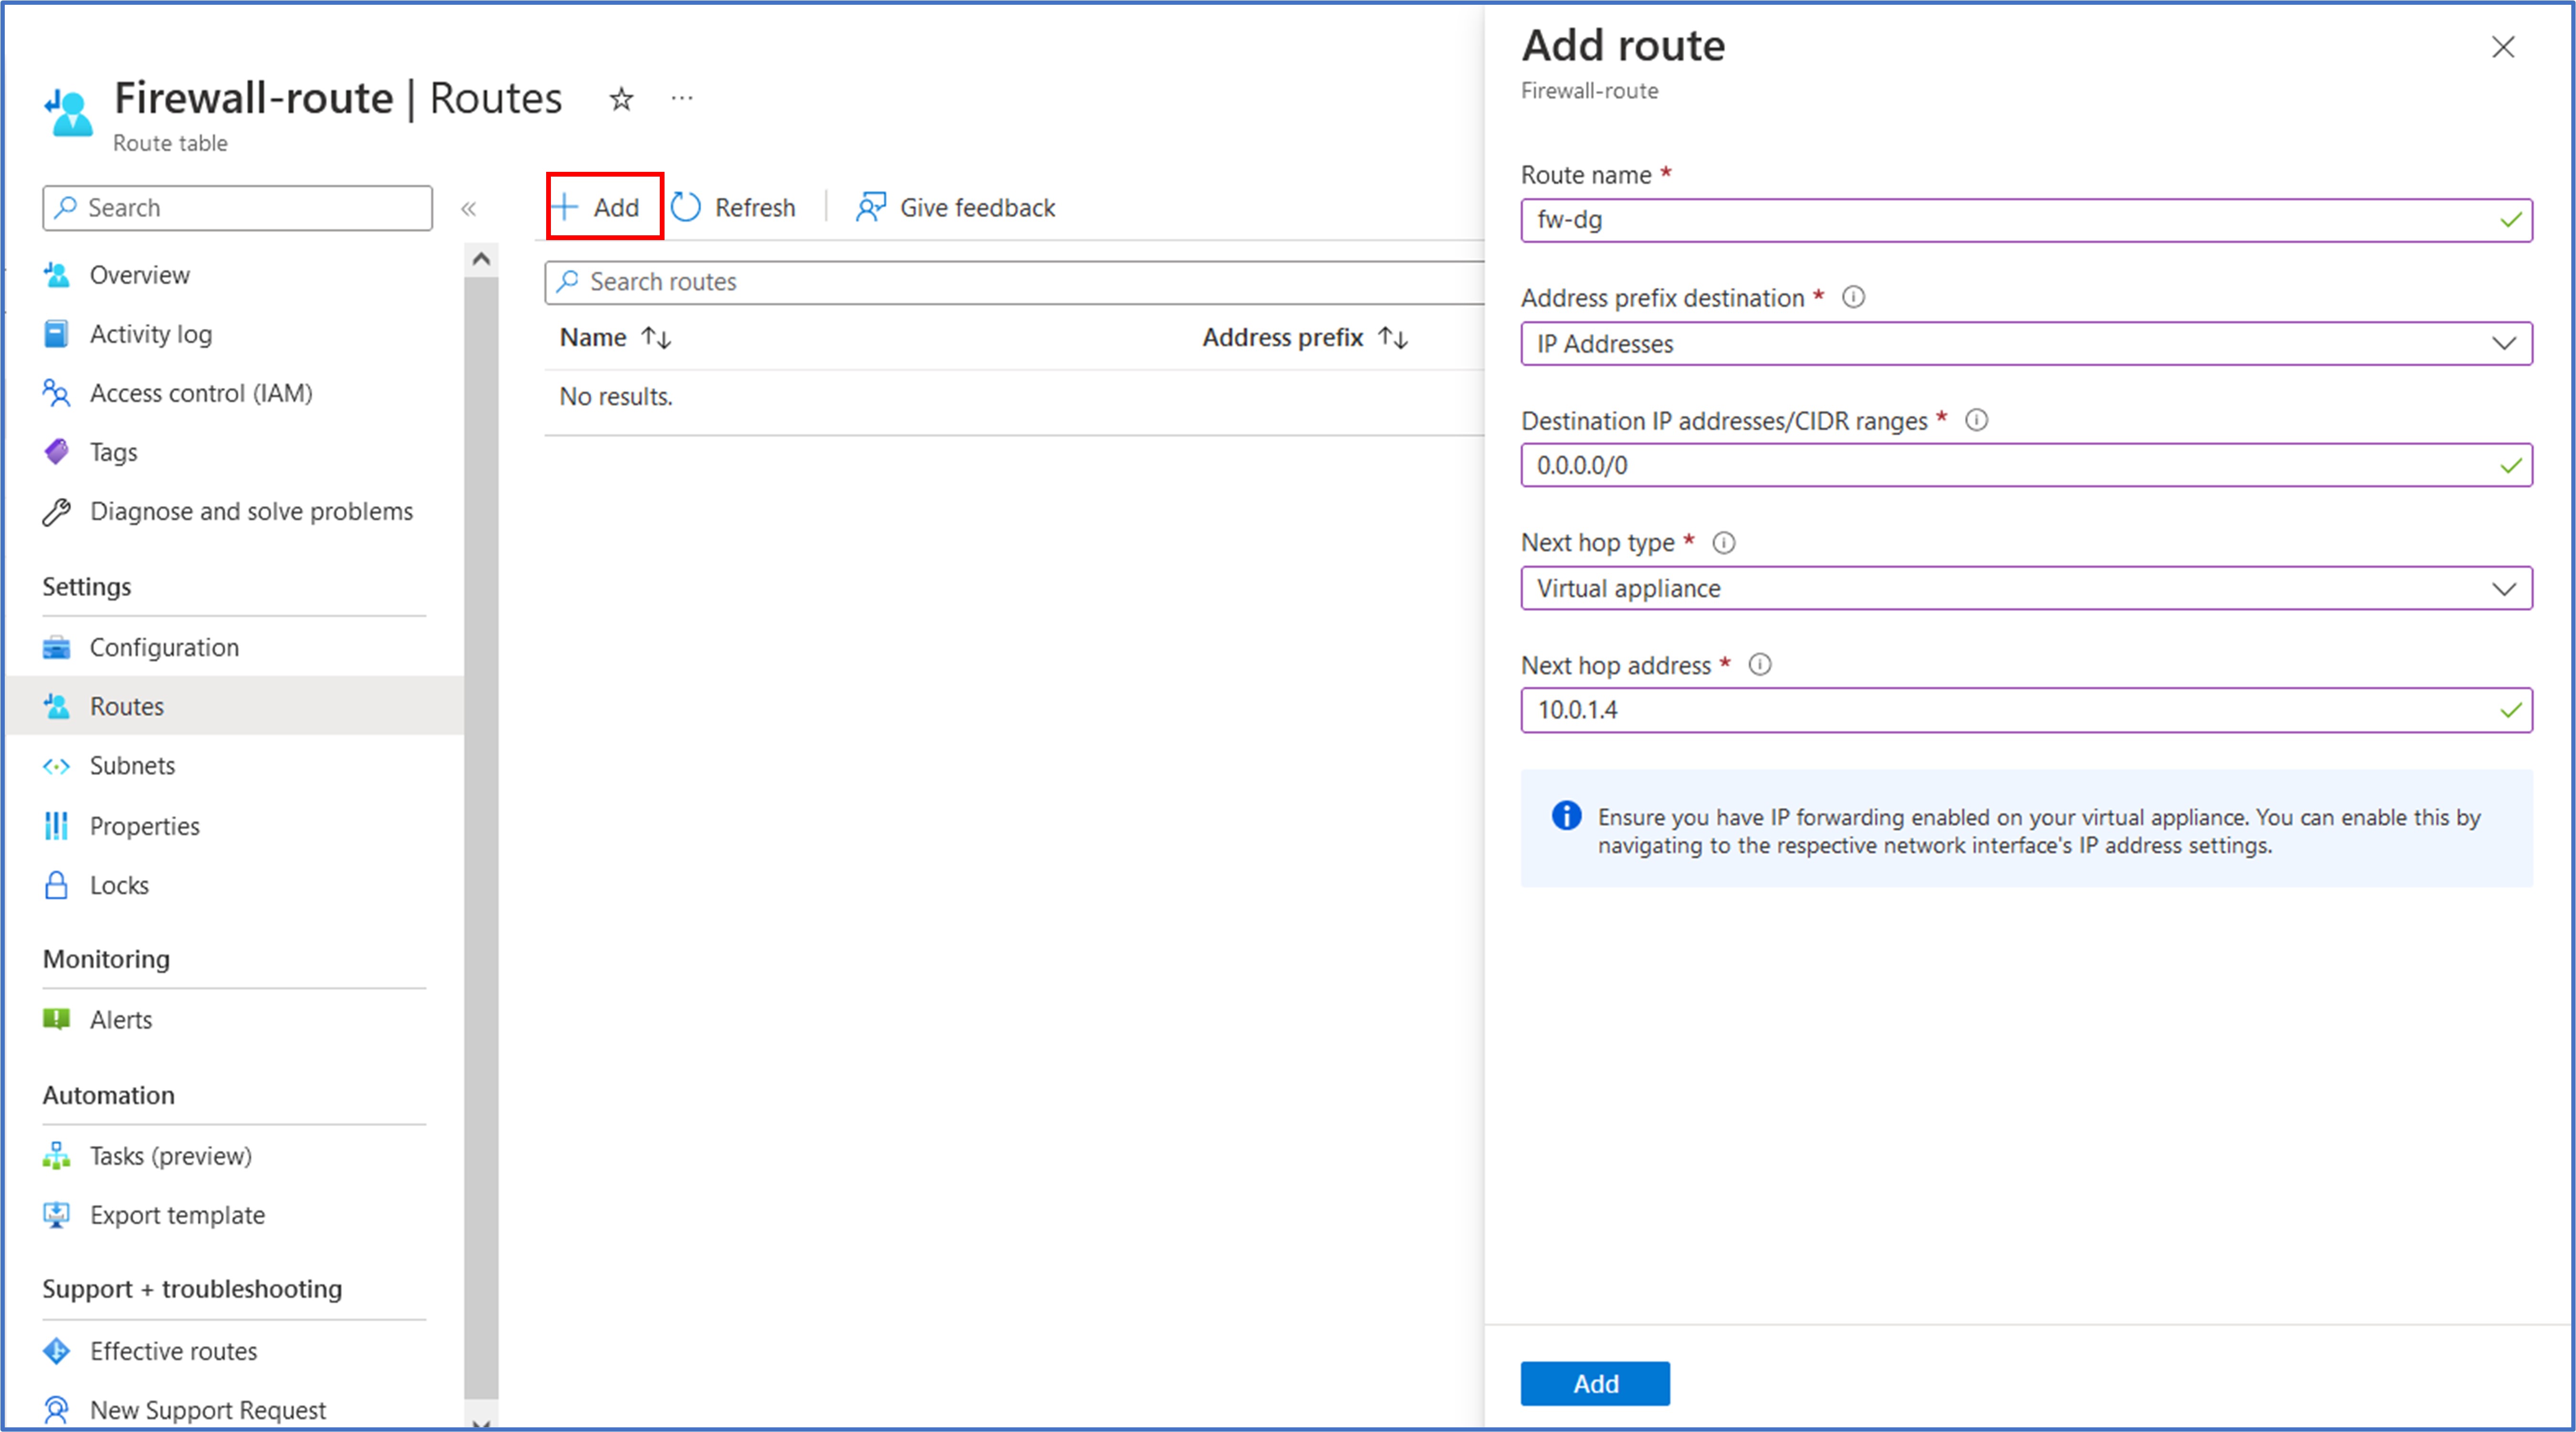 Firewall-route | Routes
Route table
Search
Overview
Activity log
Access control (IAM)
Tags
Diagnose and solve problems
Settings
Configuration
Routes
Subnets
Properties
Locks
Monitoring
Alerts
Automation
Tasks (preview)
Export template
Support + troubleshooting
Effective routes
New Support Request
Add Refresh Give feedback
Search routes
Name Address prefix
No results.
Add route
Firewall-route
Route name *
fw-dg
Address prefix destination *
IP Addresses
Destination IP addresses/CIDR ranges *
0.0.0.0/0
Next hop type *
Virtual appliance
Next hop address *
10.0.1.4
Ensure you have IP forwarding enabled on your virtual appliance. You can enable this by
navigating to the respective network interface's IP address settings.
Add